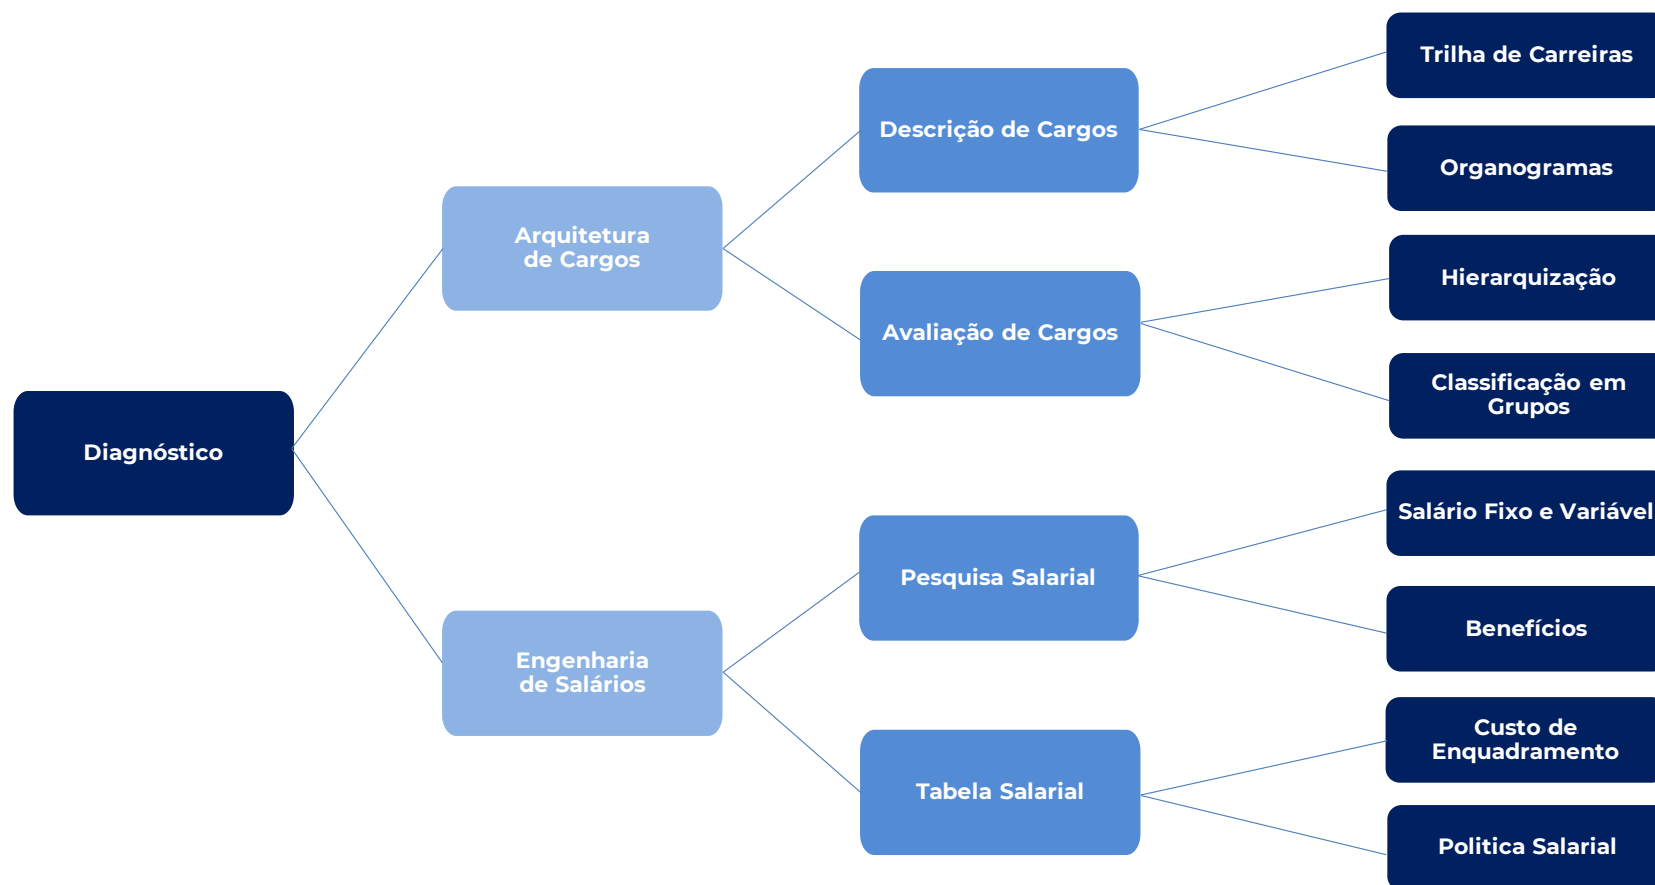 Trilha de Carreiras
Descrição de Cargos
Organogramas
Arquitetura
de Cargos
Hierarquização
Avaliação de Cargos
Classificação em
Grupos
Diagnóstico
Salário Fixo e Variável
Pesquisa Salarial
Benefícios
Engenharia
de Salários
Custo de
Enquadramento
Tabela Salarial
Politica Salarial